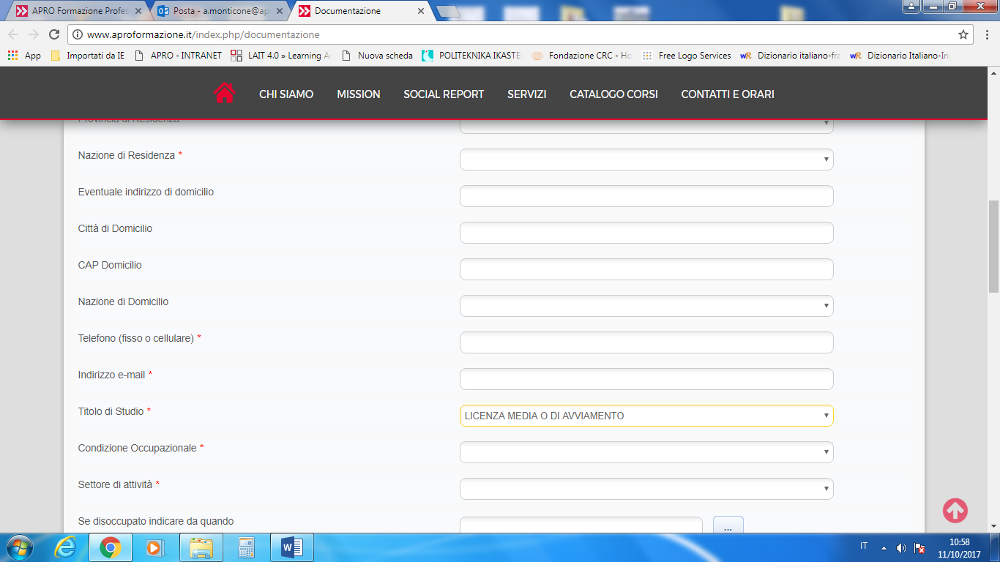 APRO Formazione Profes
Posta - a.monticone@apr
Documentazione
www.aproformazione.it/index.php/documentazione
App
Importati da IE
APRO - INTRANET
LAIT 4.0 » Learning A
Nuova scheda
POLITEKNIKA IKASTE
Fondazione CRC - Ho
Free Logo Services
Dizionario italiano-fra
Dizionario Italiano-In
CHI SIAMO
MISSION
SOCIAL REPORT
SERVIZI
CATALOGO CORSI
CONTATTI E ORARI
Provincia di Residenza
Nazione di Residenza *
Eventuale indirizzo di domicilio
Città di Domicilio
CAP Domicilio
Nazione di Domicilio
Telefono (fisso o cellulare) *
Indirizzo e-mail *
Titolo di Studio *
LICENZA MEDIA O DI AVVIAMENTO
Condizione Occupazionale *
Settore di attività *
Se disoccupato indicare da quando
...
IT
10:58
11/10/2017